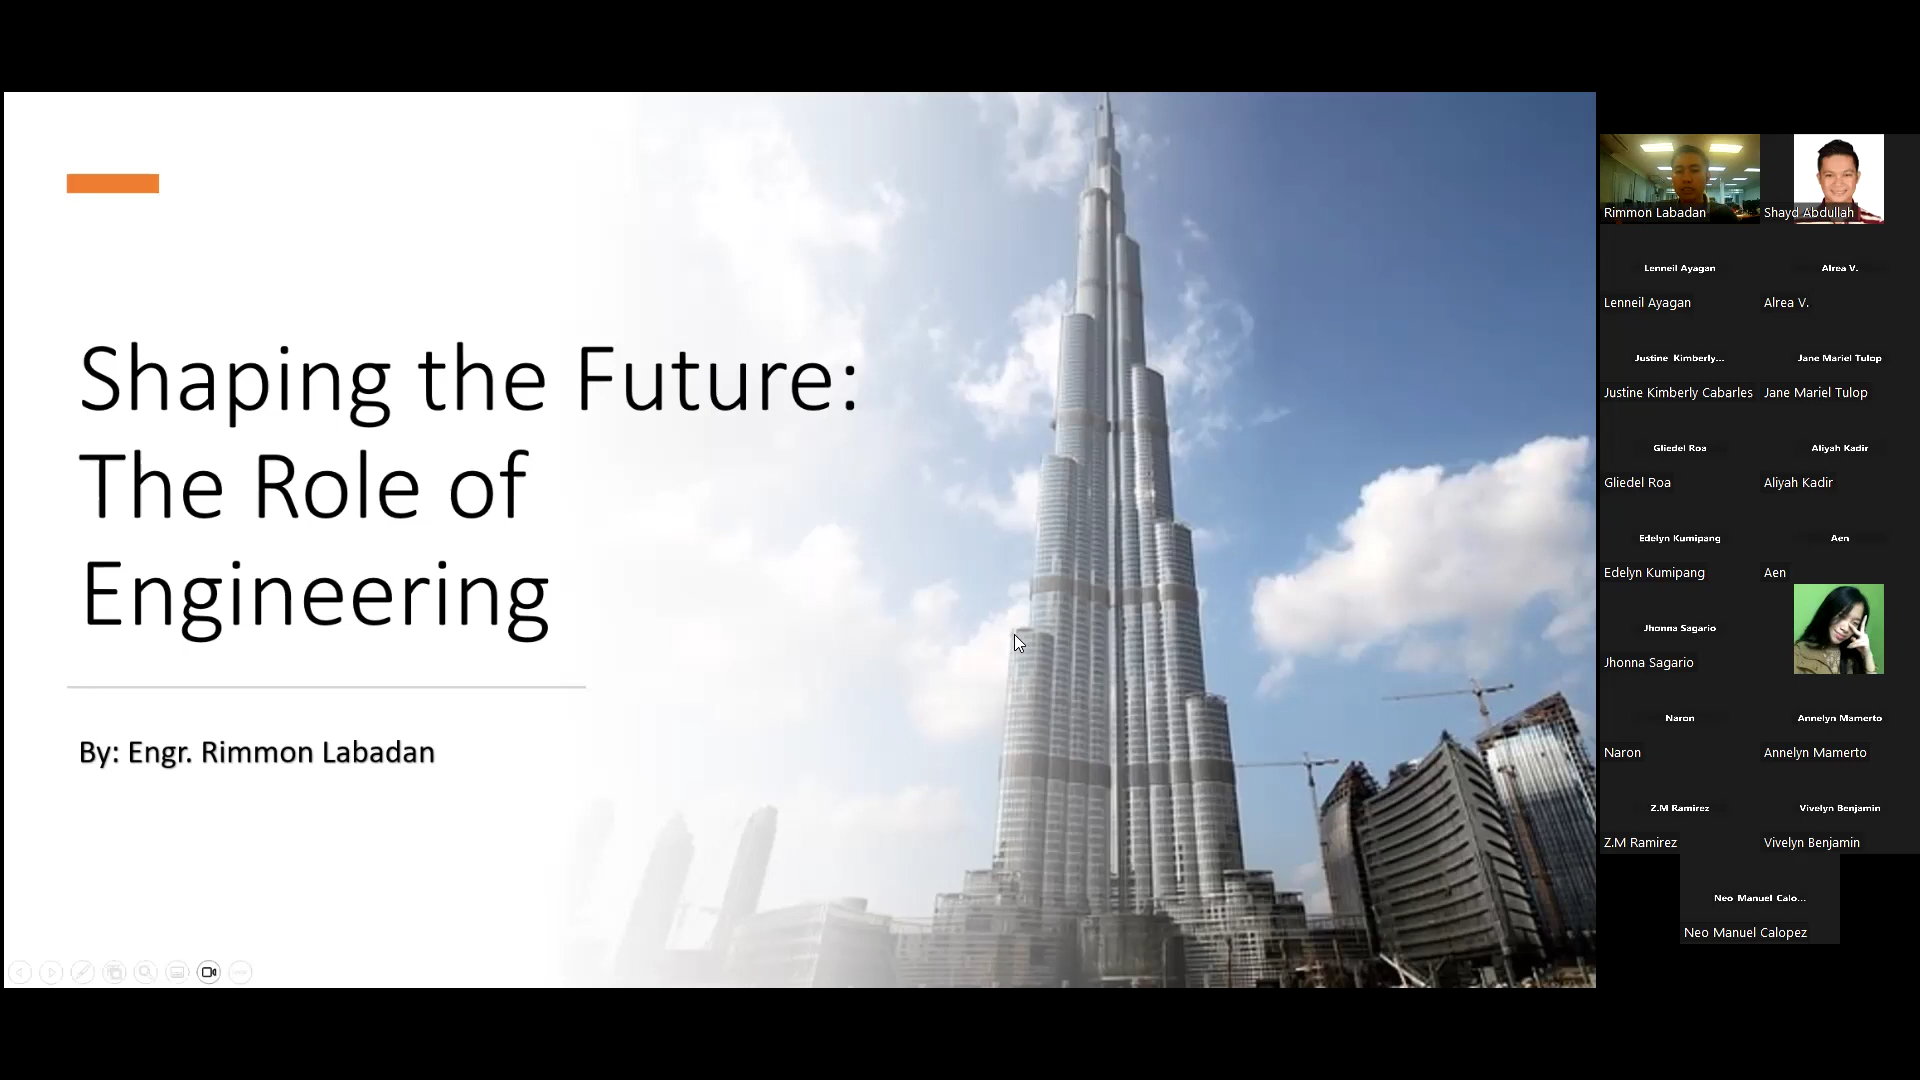 Shaping the Future:
The Role of
Engineering
By: Engr. Rimmon Labadan
Rimmon Labadan
Shayd Abdullah
Lenneil Ayagan
Lenneil Ayagan
Alrea V.
Alrea V.
Justine Kimberly...
Justine Kimberly Cabarles
Jane Mariel Tulop
Jane Mariel Tulop
Gliedel Roa
Gliedel Roa
Aliyah Kadir
Aliyah Kadir
Edelyn Kumipang
Edelyn Kumipang
Aen
Aen
Jhonna Sagario
Jhonna Sagario
Naron
Naron
Annelyn Mamerto
Annelyn Mamerto
Z.M Ramirez
Z.M Ramirez
Vivelyn Benjamin
Vivelyn Benjamin
Neo Manuel Calo...
Neo Manuel Calopez